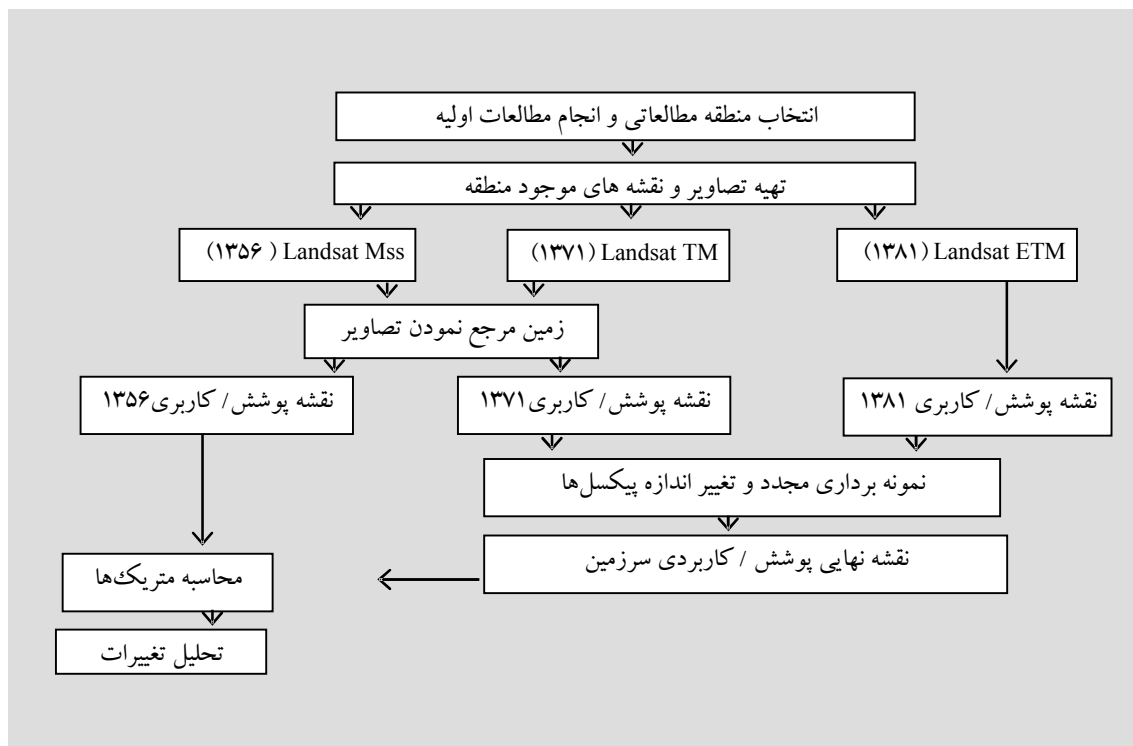 انتخاب منطقه مطالعاتی و انجام مطالعات اولیه
تهیه تصاویر و نقشه های موجود منطقه
Landsat ETM (۱۳۸۱)
Landsat TM (۱۳۷۱)
Landsat Mss (۱۳۵۶ )
زمین مرجع نمودن تصاویر
نقشه پوشش/ کاربری ۱۳۸۱
نقشه پوشش/ کاربری۱۳۷۱
نقشه پوشش/ کاربری۱۳۵۶
نمونه برداری مجدد و تغییر اندازه پیکسل‌ها
نقشه نهایی پوشش / کاربردی سرزمین
محاسبه متریک‌ها
تحلیل تغییرات